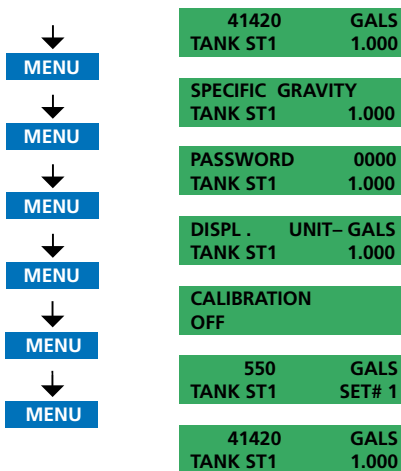 41420 GALS
TANK ST1 1.000
MENU
SPECIFIC GRAVITY
TANK ST1 1.000
MENU
PASSWORD 0000
TANK ST1 1.000
MENU
DISPL . UNIT– GALS
TANK ST1 1.000
MENU
CALIBRATION
OFF
MENU
550 GALS
TANK ST1 SET# 1
MENU
41420 GALS
TANK ST1 1.000